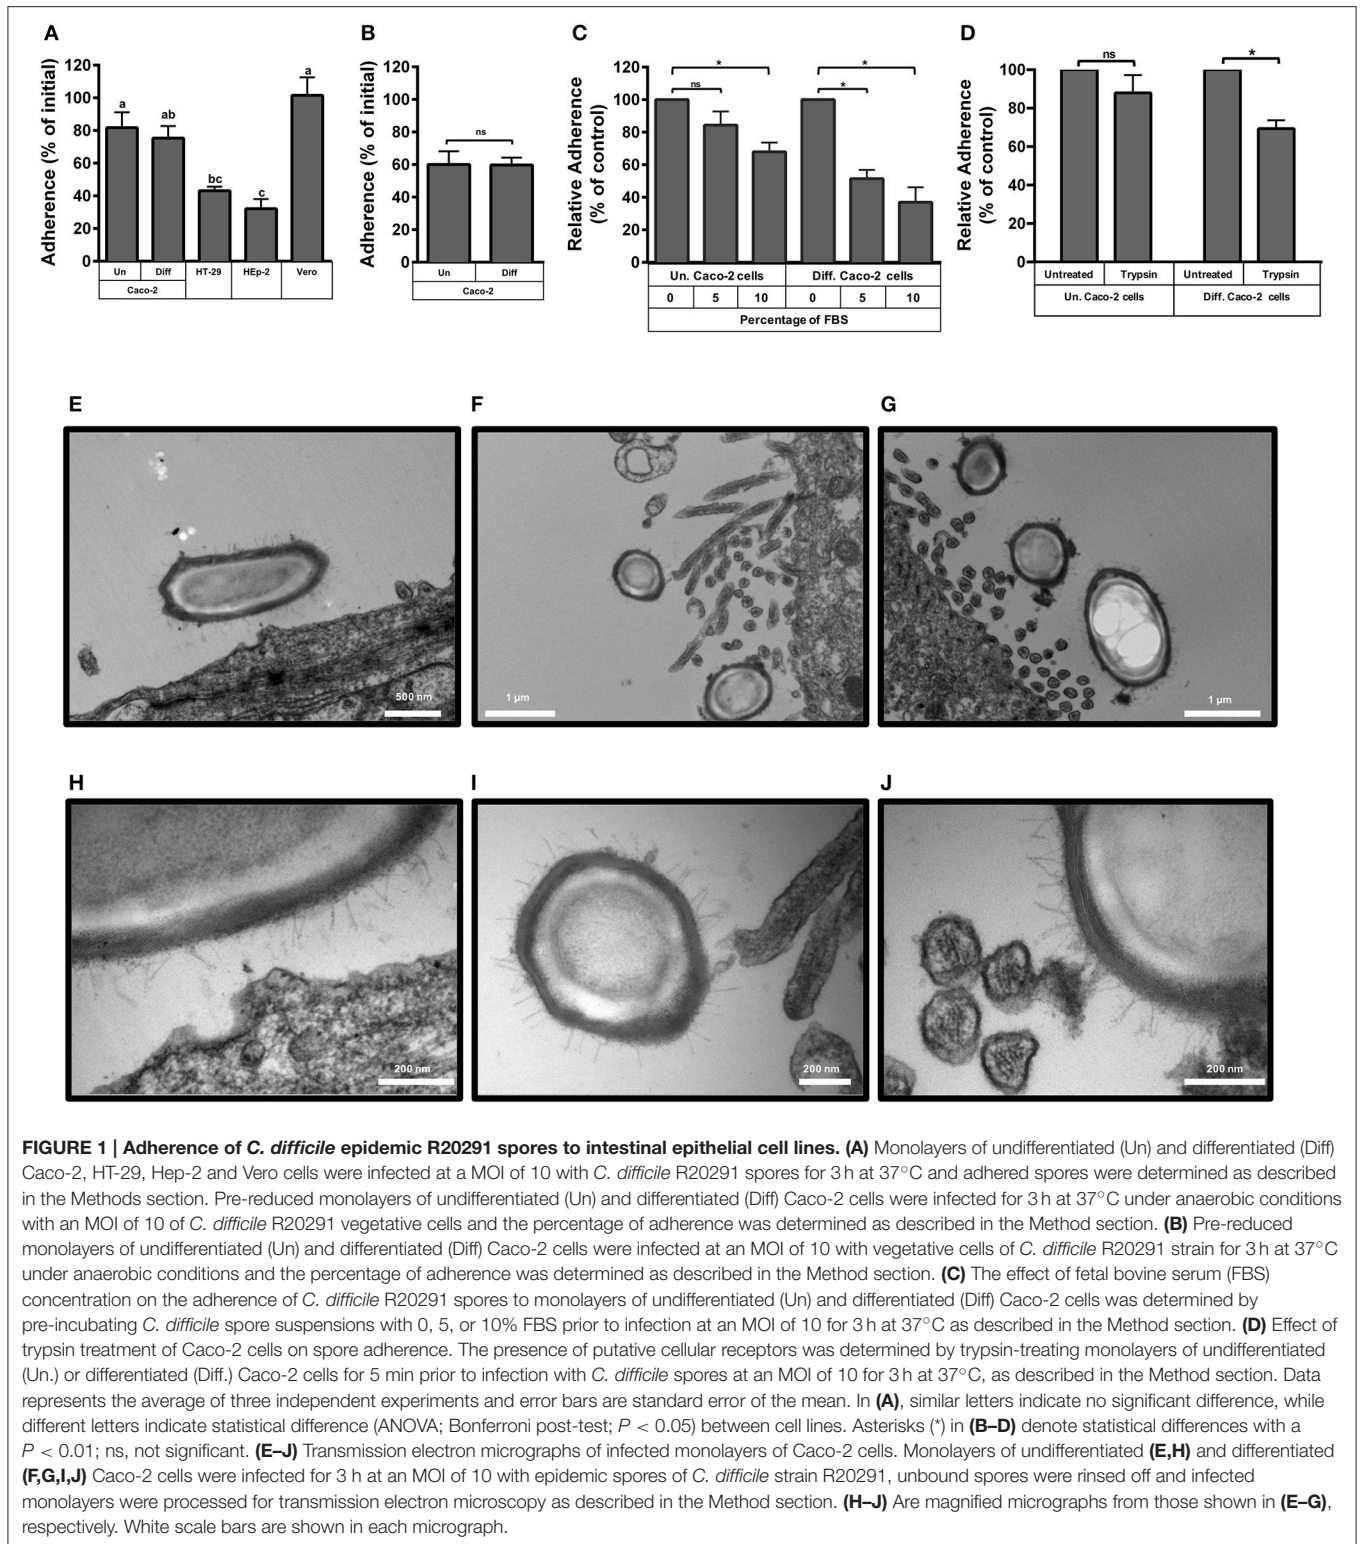 A
Adherence (% of initial)
120
100
80
60
40
20
0
a
ab
bc
c
a
Un
Diff
HT-29
HEp-2
Vero
Caco-2
B
Adherence (% of initial)
120
100
80
60
40
20
0
ns
Un
Diff
Caco-2
C
Relative Adherence
(% of control)
120
100
80
60
40
20
0
*
ns
*
*
Un. Caco-2 cells
Diff. Caco-2 cells
0
5
10
0
5
10
Percentage of FBS
D
Relative Adherence
(% of control)
100
80
60
40
20
0
ns
*
Untreated
Trypsin
Untreated
Trypsin
Un. Caco-2 cells
Diff. Caco-2 cells
E
500 nm
F
1 µm
G
1 µm
H
200 nm
I
200 nm
J
200 nm
FIGURE 1 | Adherence of C. difficile epidemic R20291 spores to intestinal epithelial cell lines. (A) Monolayers of undifferentiated (Un) and differentiated (Diff)
Caco-2, HT-29, Hep-2 and Vero cells were infected at a MOI of 10 with C. difficile R20291 spores for 3 h at 37°C and adhered spores were determined as described
in the Methods section. Pre-reduced monolayers of undifferentiated (Un) and differentiated (Diff) Caco-2 cells were infected for 3 h at 37°C under anaerobic conditions
with an MOI of 10 of C. difficile R20291 vegetative cells and the percentage of adherence was determined as described in the Method section. (B) Pre-reduced
monolayers of undifferentiated (Un) and differentiated (Diff) Caco-2 cells were infected at an MOI of 10 with vegetative cells of C. difficile R20291 strain for 3 h at 37°C
under anaerobic conditions and the percentage of adherence was determined as described in the Method section. (C) The effect of fetal bovine serum (FBS)
concentration on the adherence of C. difficile R20291 spores to monolayers of undifferentiated (Un) and differentiated (Diff) Caco-2 cells was determined by
pre-incubating C. difficile spore suspensions with 0, 5, or 10% FBS prior to infection at an MOI of 10 for 3 h at 37°C as described in the Method section. (D) Effect of
trypsin treatment of Caco-2 cells on spore adherence. The presence of putative cellular receptors was determined by trypsin-treating monolayers of undifferentiated
(Un.) or differentiated (Diff.) Caco-2 cells for 5 min prior to infection with C. difficile spores at an MOI of 10 for 3 h at 37°C, as described in the Method section. Data
represents the average of three independent experiments and error bars are standard error of the mean. In (A), similar letters indicate no significant difference, while
different letters indicate statistical difference (ANOVA; Bonferroni post-test; P < 0.05) between cell lines. Asterisks (*) in (B–D) denote statistical differences with a
P < 0.01; ns, not significant. (E–J) Transmission electron micrographs of infected monolayers of Caco-2 cells. Monolayers of undifferentiated (E,H) and differentiated
(F,G,I,J) Caco-2 cells were infected for 3 h at an MOI of 10 with epidemic spores of C. difficile strain R20291, unbound spores were rinsed off and infected
monolayers were processed for transmission electron microscopy as described in the Method section. (H–J) Are magnified micrographs from those shown in (E–G),
respectively. White scale bars are shown in each micrograph.